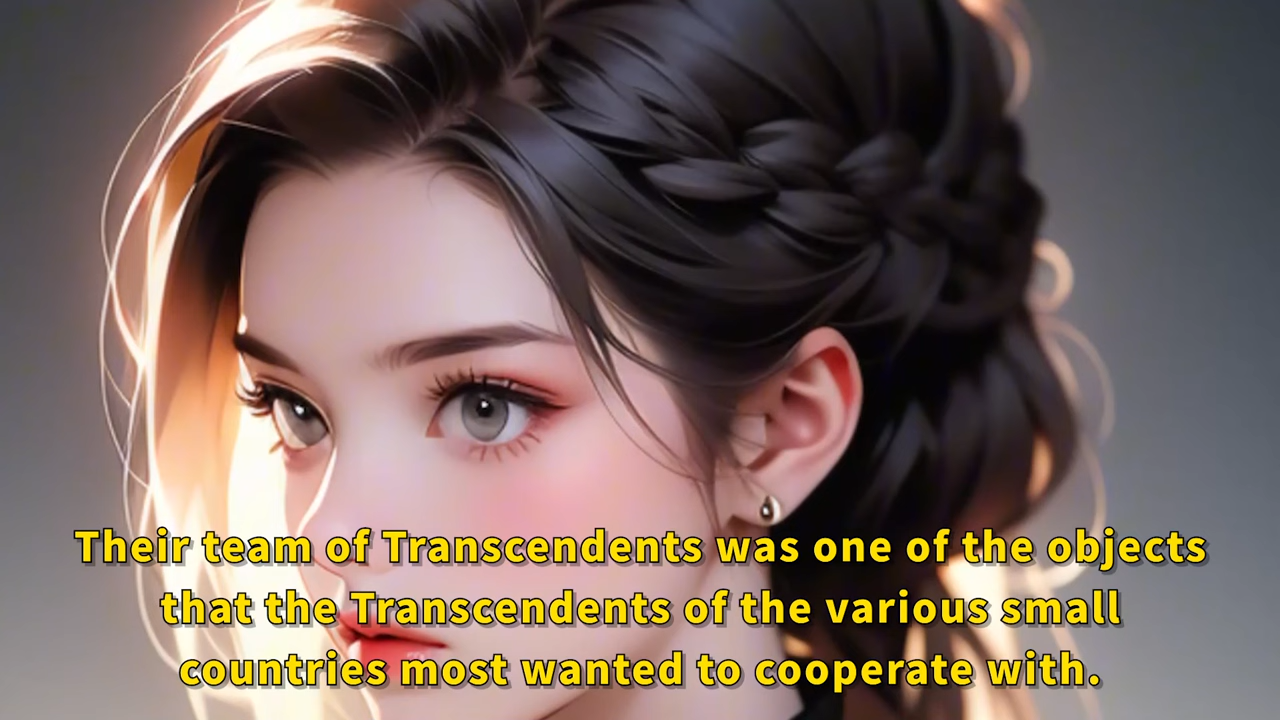 Their team of Transcendents was one of the objects
that the Transcendents of the various small
countries most wanted to cooperate with.